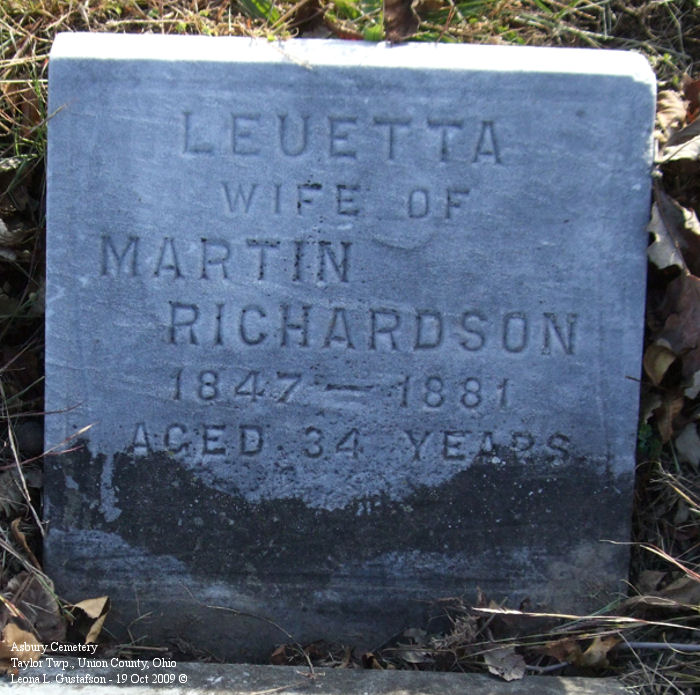 LEUETTA
WIFE OF
MARTIN
RICHARDSON
1847 — 1881
AGED 34 YEARS
Asbury Cemetery
Taylor Twp., Union County, Ohio
Leona L. Gustafson - 19 Oct 2009 ©